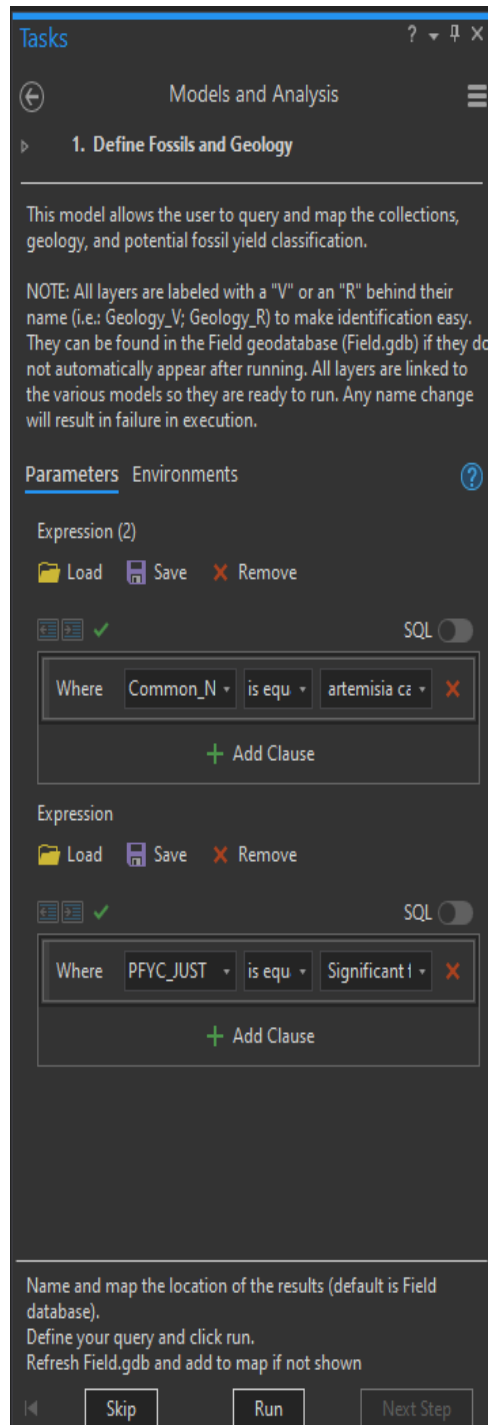 Tasks
Models and Analysis
1. Define Fossils and Geology
This model allows the user to query and map the collections,
geology, and potential fossil yield classification.
NOTE: All layers are labeled with a "V" or an "R" behind their
name (i.e.: Geology_V; Geology_R) to make identification easy.
They can be found in the Field geodatabase (Field.gdb) if they do
not automatically appear after running. All layers are linked to
the various models so they are ready to run. Any name change
will result in failure in execution.
Parameters Environments
Expression (2)
Load Save Remove
SQL
Where Common_N is equ artemisia ca
Add Clause
Expression
Load Save Remove
SQL
Where PFYC_JUST is equ Significant f
Add Clause
Name and map the location of the results (default is Field
database).
Define your query and click run.
Refresh Field.gdb and add to map if not shown
Skip Run Next Step